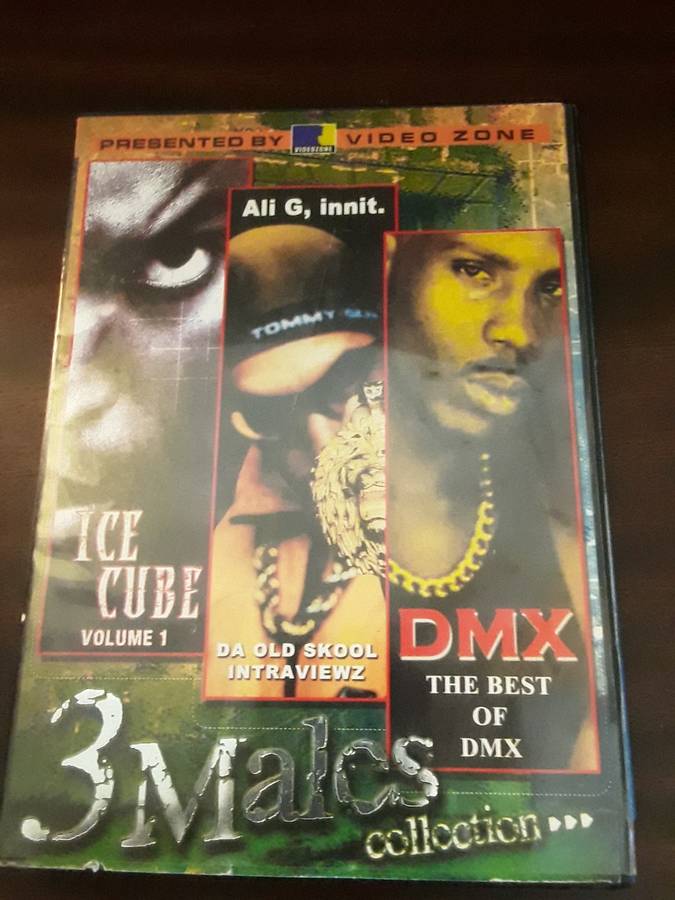 PRESENTED BY VIDEOZONE VIDEO ZONE
Ali G, innit.
TOMMY
ICE
CUBE
VOLUME 1
DA OLD SKOOL
INTRAVIEWZ
DMX
THE BEST
OF
DMX
3 Males
collection